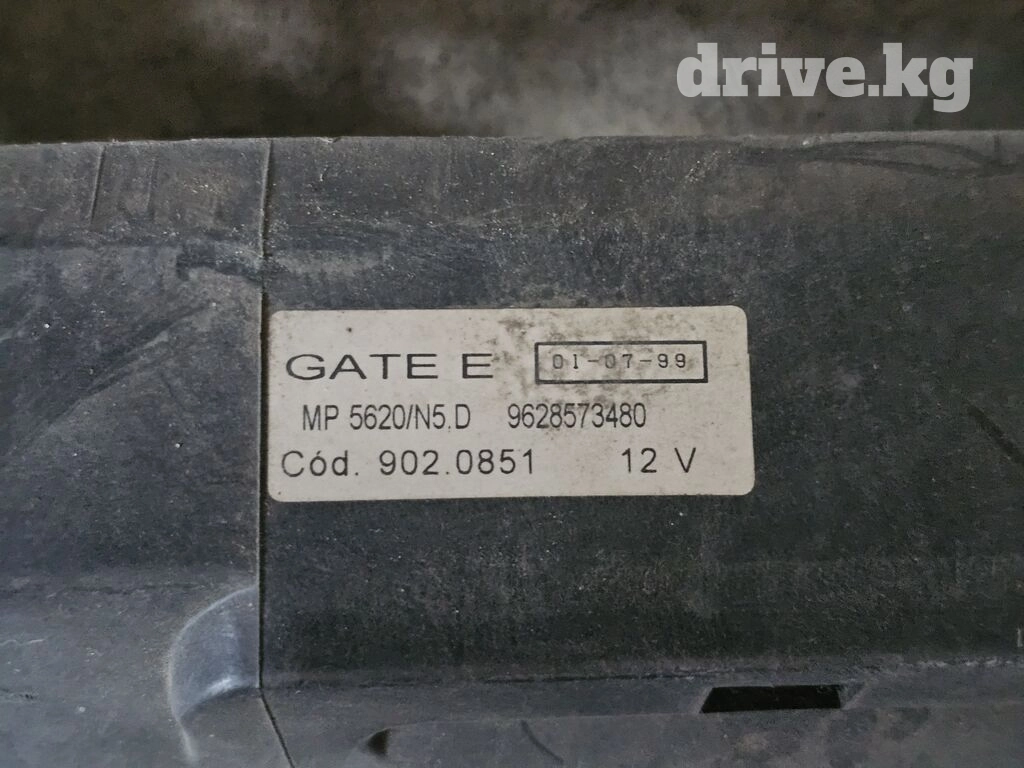 drive.kg
GATE E 01-07-99
MP 5620/N5.D 9628573480
Cód. 902.0851 12 V